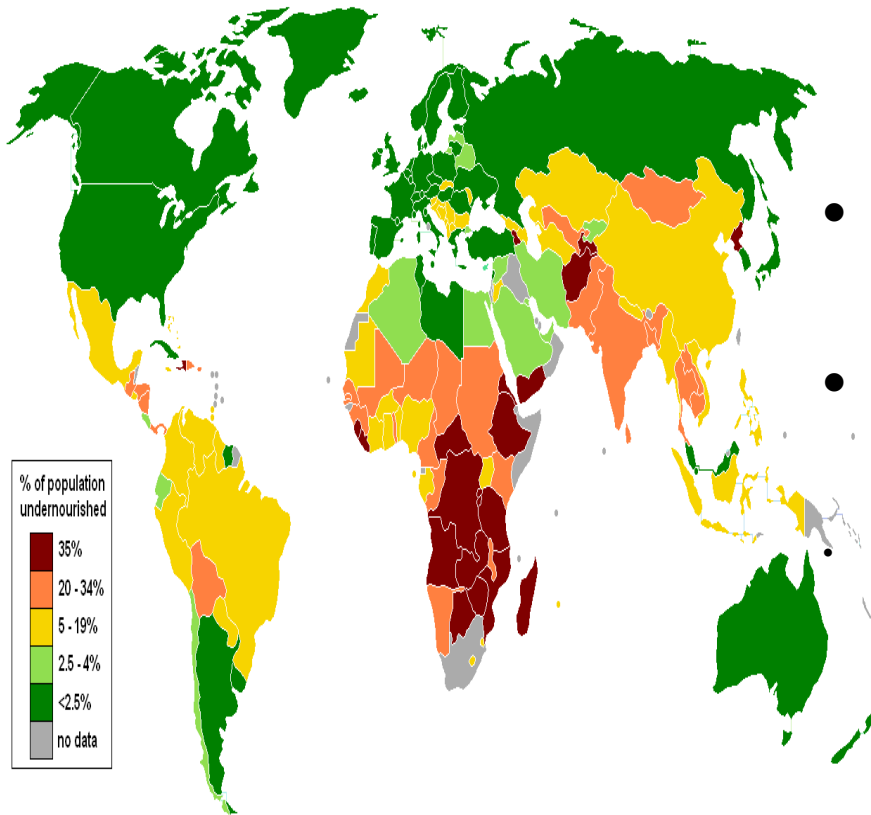 % of population
undernourished
35%
20 - 34%
5 - 19%
2.5 - 4%
<2.5%
no data